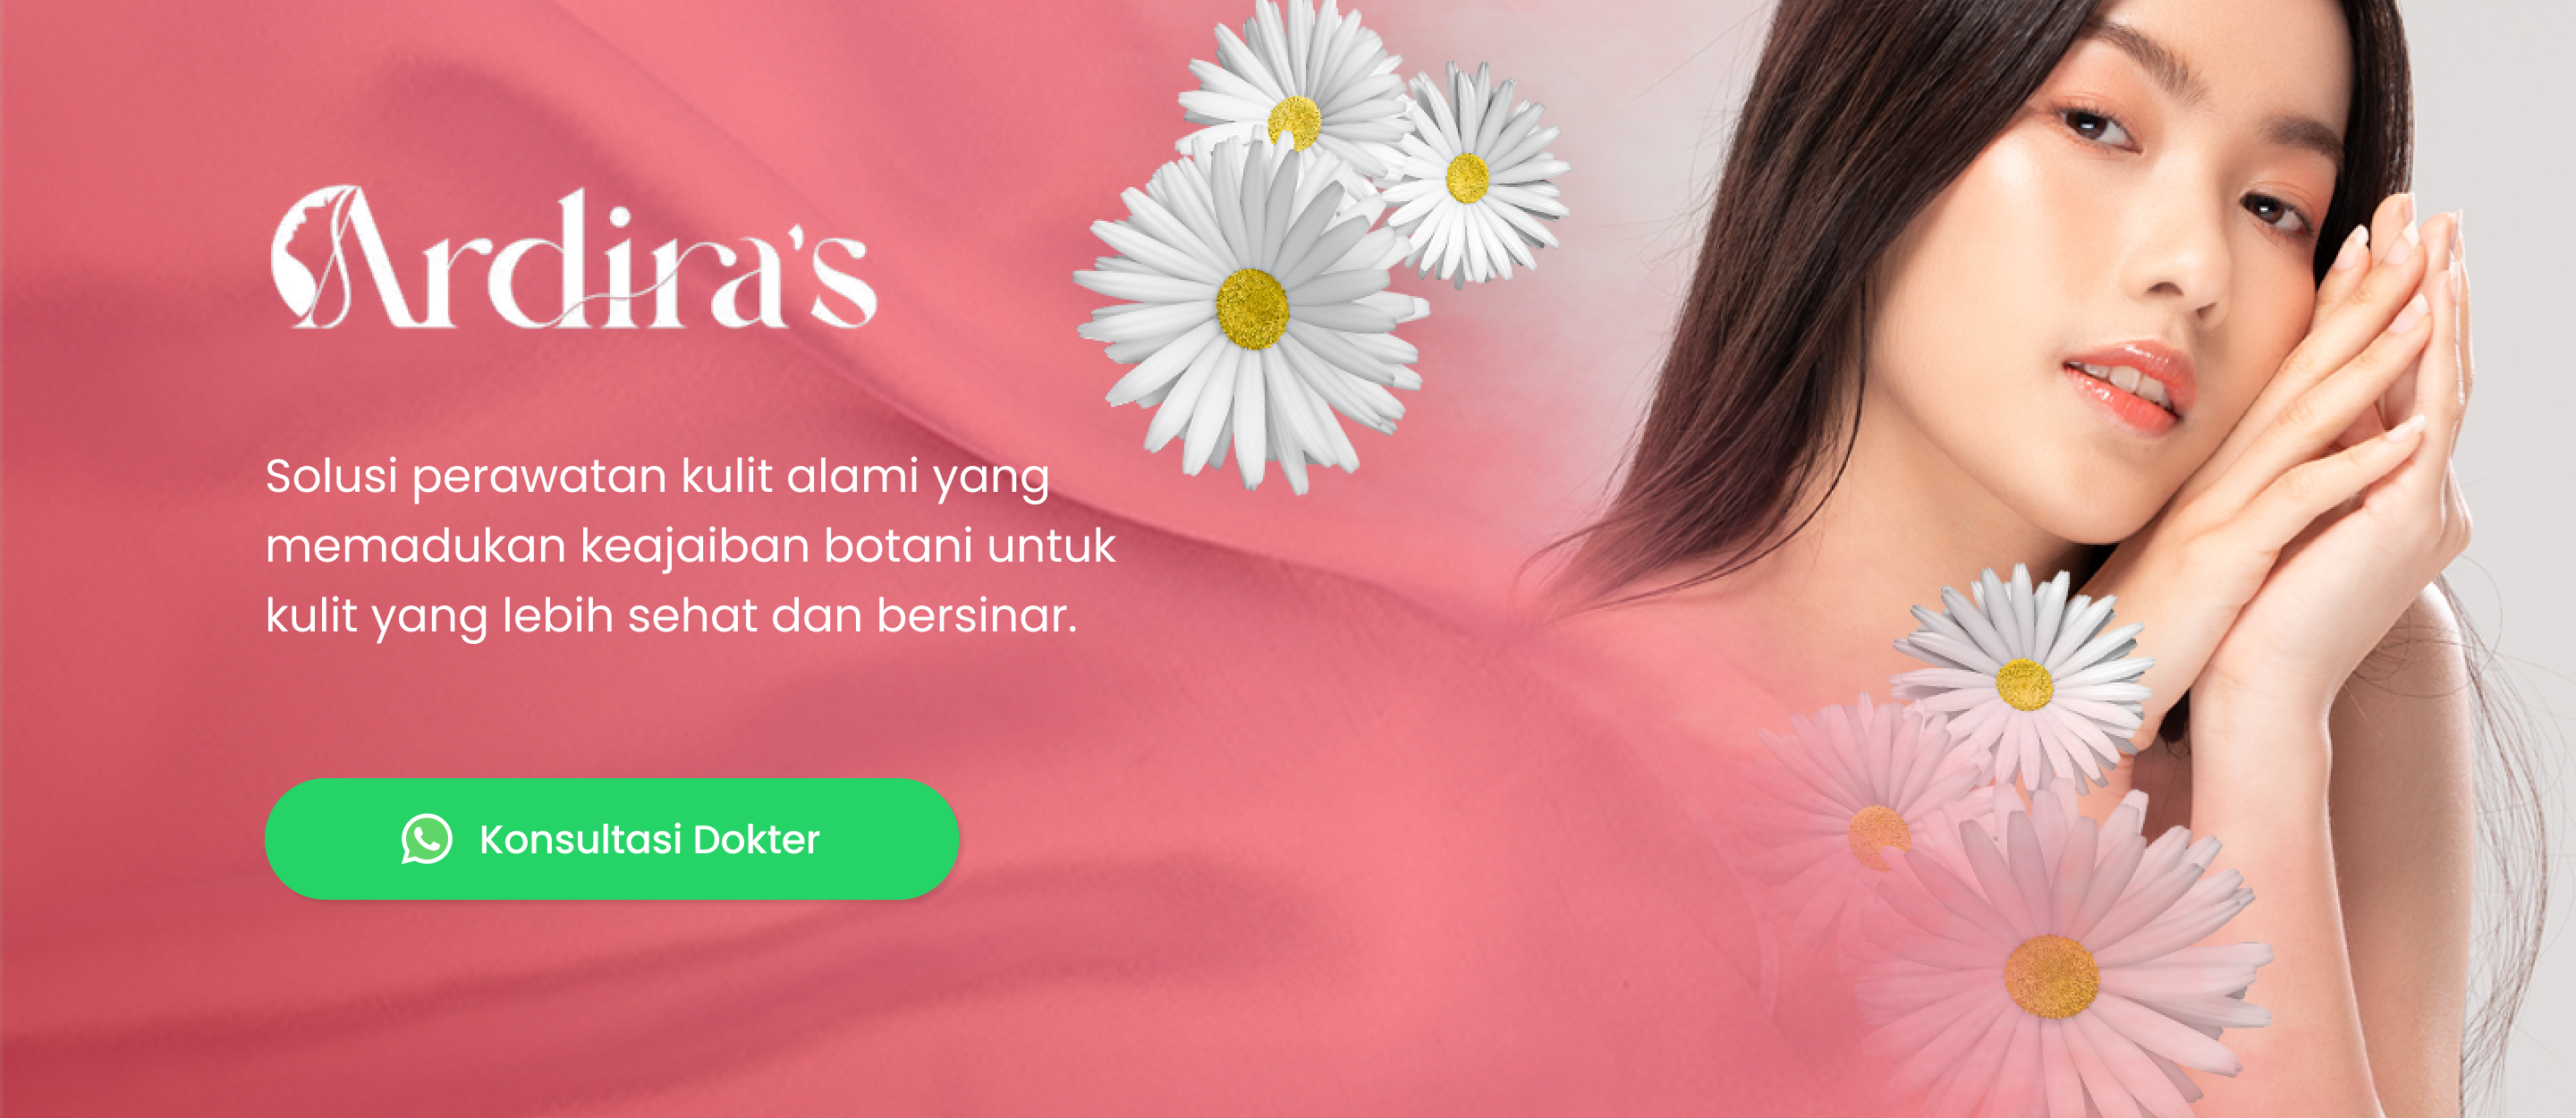 Ardira's
Solusi perawatan kulit alami yang
memadukan keajaiban botani untuk
kulit yang lebih sehat dan bersinar.
Konsultasi Dokter